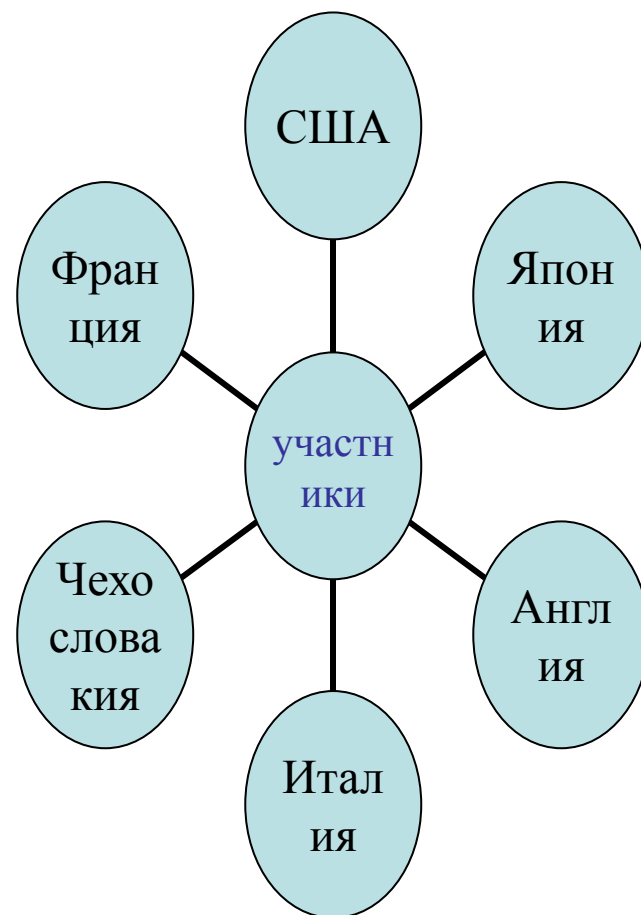 США
Фран
ция
Япон
ия
участн
ики
Чехо
слова
кия
Англ
ия
Итал
ия